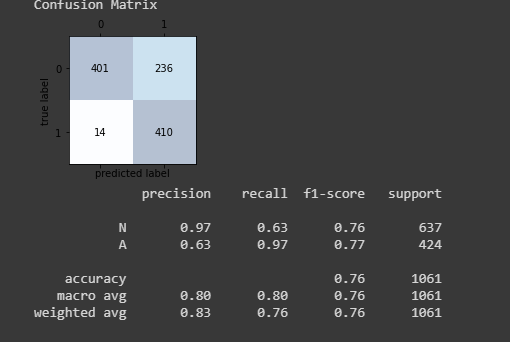 Confusion Matrix
0 1
0 401 236
true label
1 14 410
predicted label
precision recall f1-score support
N 0.97 0.63 0.76 637
A 0.63 0.97 0.77 424
accuracy 0.76 1061
macro avg 0.80 0.80 0.76 1061
weighted avg 0.83 0.76 0.76 1061